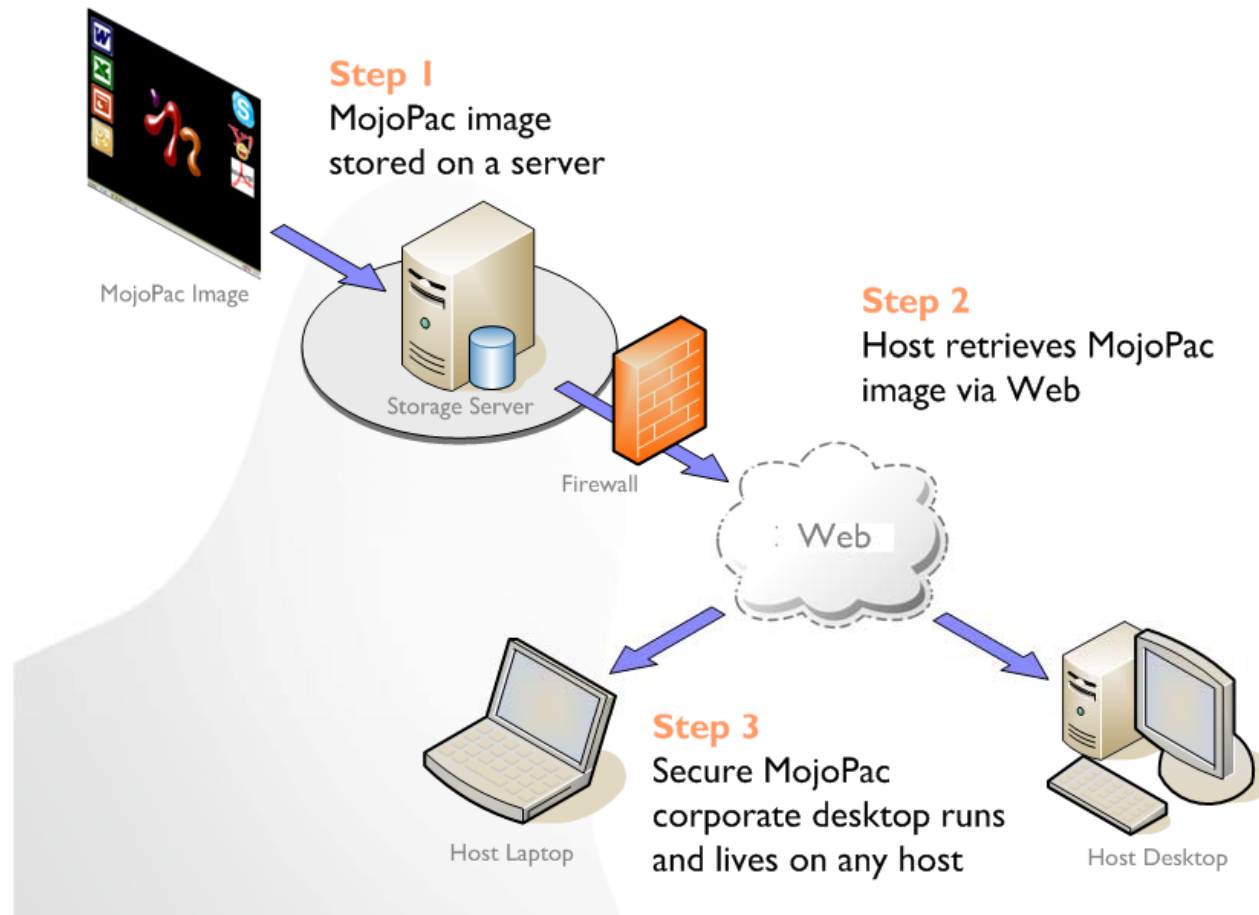 Step 1
MojoPac image
stored on a server
MojoPac Image
Storage Server
Firewall
Step 2
Host retrieves MojoPac
image via Web
Web
Step 3
Secure MojoPac
corporate desktop runs
and lives on any host
Host Laptop
Host Desktop